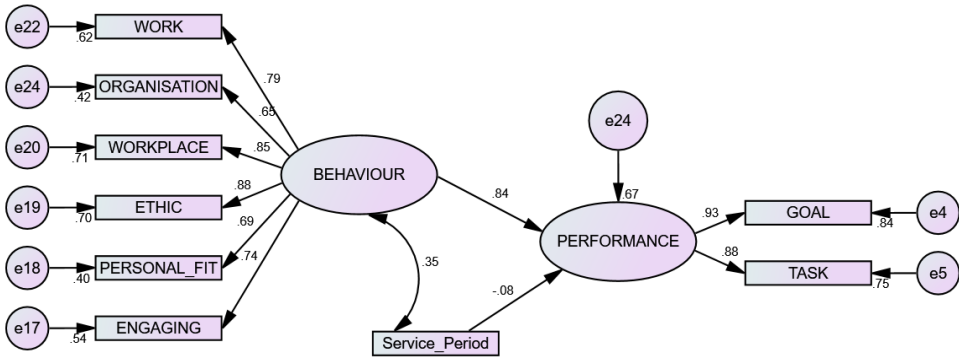 e22
WORK
.62
.79
e24
ORGANISATION
.42
.65
e24
e20
WORKPLACE
.71
.85
BEHAVIOUR
.84
.67
e19
ETHIC
.70
.88
.93
GOAL
.84
e4
.69
PERFORMANCE
e18
PERSONAL_FIT
.40
.74
.35
.88
TASK
.75
e5
-.08
e17
ENGAGING
.54
Service_Period